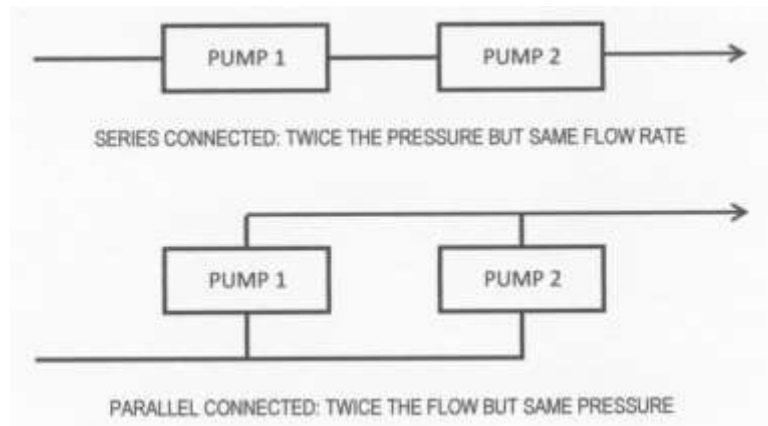 PUMP 1
PUMP 2
SERIES CONNECTED: TWICE THE PRESSURE BUT SAME FLOW RATE
PUMP 1
PUMP 2
PARALLEL CONNECTED: TWICE THE FLOW BUT SAME PRESSURE